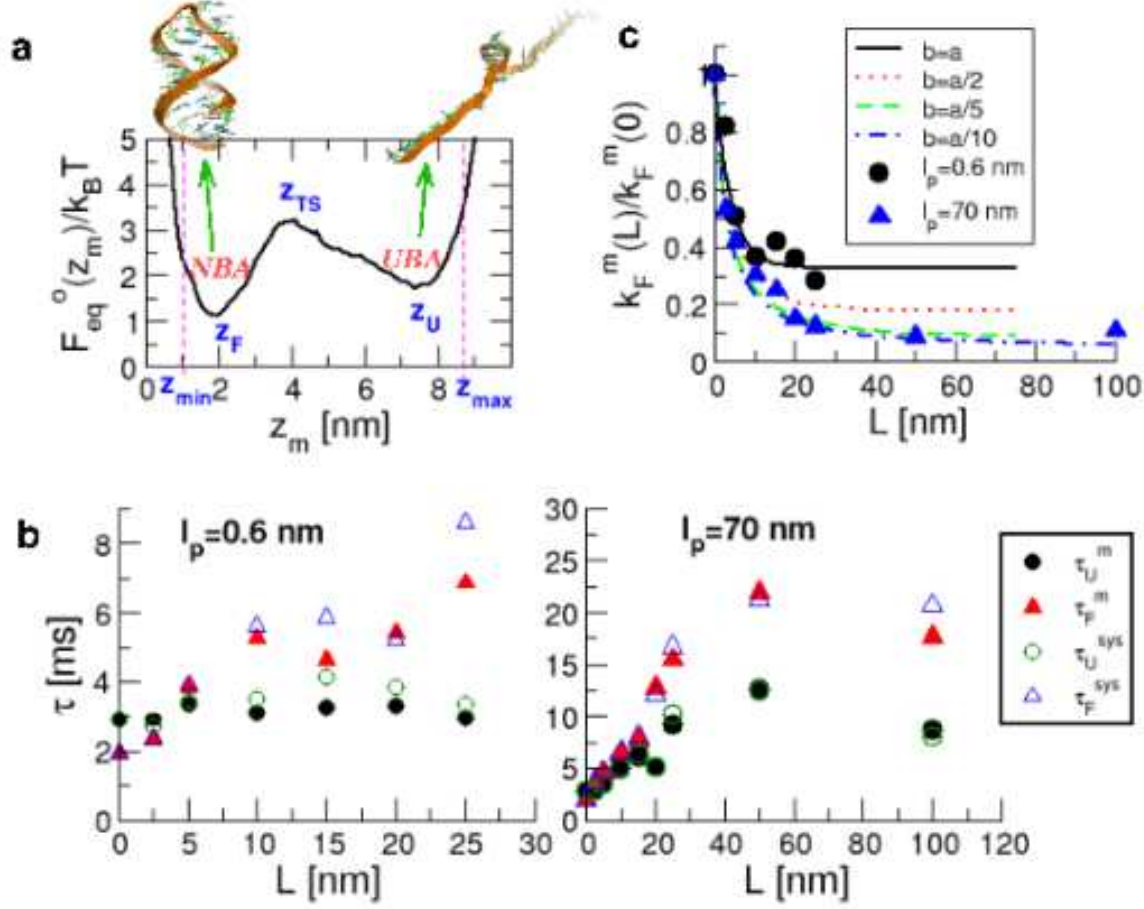 a
F_eq^o(z_m)/k_BT
5
4
3
2
1
0
z_TS
NBA
UBA
z_F
z_U
0 2 4 6 8
z_min
z_max
z_m [nm]
c
k_F^m(L)/k_F^m(0)
1
0.8
0.6
0.4
0.2
0
b=a
b=a/2
b=a/5
b=a/10
l_p=0.6 nm
l_p=70 nm
0 20 40 60 80 100
L [nm]
b
l_p=0.6 nm
τ [ms]
8
6
4
2
0
0 5 10 15 20 25 30
L [nm]
l_p=70 nm
30
25
20
15
10
5
0
0 20 40 60 80 100 120
L [nm]
τ_U^m
τ_F^m
τ_U^sys
τ_F^sys